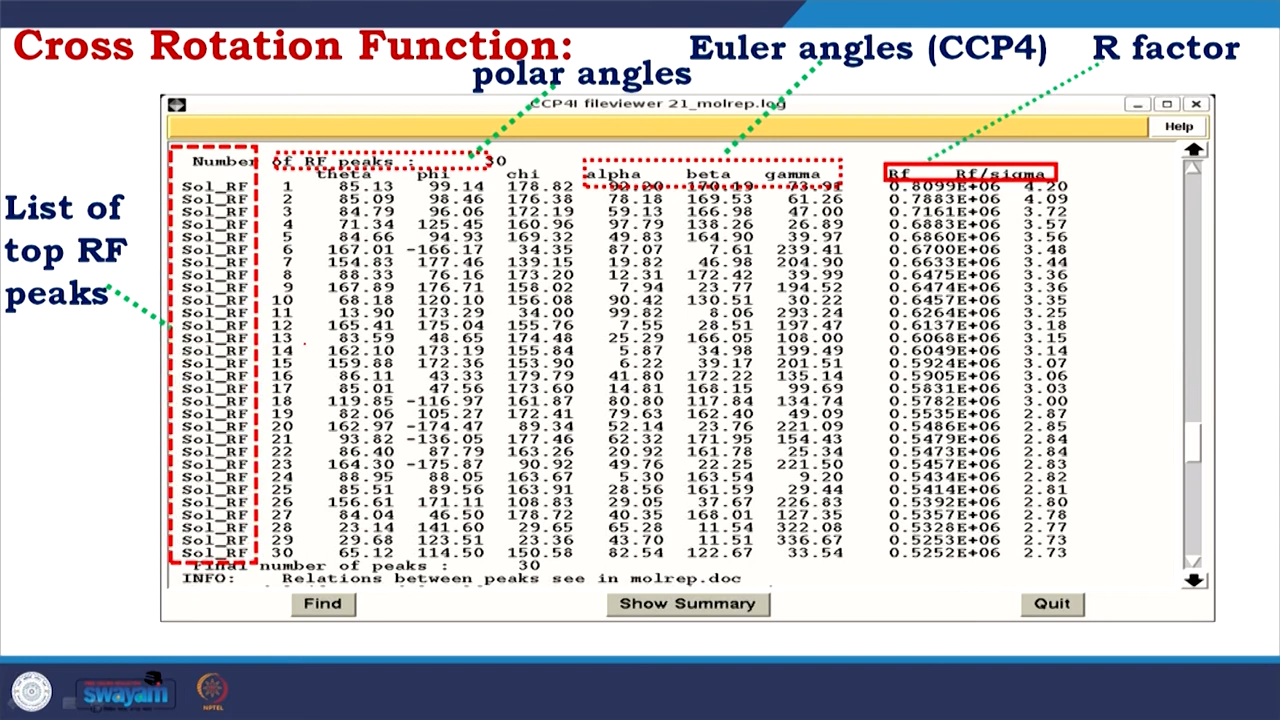 Cross Rotation Function:
polar angles
Euler angles (CCP4)
R factor
CCP4I fileviewer 21_molrep.log
Help
List of
top RF
peaks
Number of RF peaks : 30
theta phi chi alpha beta gamma Rf Rf/sigma
Sol_RF 1 85.13 99.14 178.82 90.20 170.19 73.91 0.8099E+06 4.20
Sol_RF 2 85.09 98.46 176.38 78.18 169.53 61.26 0.7883E+06 4.09
Sol_RF 3 84.79 96.06 172.19 59.13 166.98 47.00 0.7161E+06 3.72
Sol_RF 4 71.34 125.45 160.96 97.79 138.26 26.89 0.6883E+06 3.57
Sol_RF 5 84.66 94.93 169.32 49.83 164.90 39.97 0.6860E+06 3.56
Sol_RF 6 167.01 -166.17 34.35 87.07 7.61 239.41 0.6700E+06 3.48
Sol_RF 7 154.83 177.46 139.15 19.82 46.98 204.90 0.6633E+06 3.44
Sol_RF 8 88.33 76.16 173.20 12.31 172.42 39.99 0.6475E+06 3.36
Sol_RF 9 167.89 176.71 158.02 7.94 23.77 194.52 0.6474E+06 3.36
Sol_RF 10 68.18 120.10 156.08 90.42 130.51 30.22 0.6457E+06 3.35
Sol_RF 11 13.90 173.29 34.00 99.82 8.06 293.24 0.6264E+06 3.25
Sol_RF 12 165.41 175.04 155.76 7.55 28.51 197.47 0.6137E+06 3.18
Sol_RF 13 83.59 48.65 174.48 25.29 166.05 108.00 0.6068E+06 3.15
Sol_RF 14 162.10 173.19 155.84 5.87 34.98 199.49 0.6049E+06 3.14
Sol_RF 15 159.88 172.36 153.90 6.22 39.17 201.51 0.5924E+06 3.07
Sol_RF 16 86.11 43.33 179.79 41.80 172.22 135.14 0.5905E+06 3.06
Sol_RF 17 85.01 47.56 173.60 14.81 168.15 99.69 0.5831E+06 3.03
Sol_RF 18 119.85 -116.97 161.87 80.80 117.84 134.74 0.5782E+06 3.00
Sol_RF 19 82.06 -105.27 172.41 79.63 162.40 49.09 0.5535E+06 2.87
Sol_RF 20 162.97 -174.47 89.34 52.14 23.76 221.09 0.5486E+06 2.85
Sol_RF 21 93.82 -136.05 177.46 62.32 171.95 154.43 0.5479E+06 2.84
Sol_RF 22 86.40 87.79 163.26 20.92 161.78 25.34 0.5473E+06 2.84
Sol_RF 23 164.30 -175.87 90.92 49.76 22.25 221.50 0.5457E+06 2.83
Sol_RF 24 88.95 88.05 163.67 5.30 163.54 9.20 0.5434E+06 2.82
Sol_RF 25 85.51 89.56 163.91 28.56 161.59 29.44 0.5414E+06 2.81
Sol_RF 26 156.61 171.11 108.83 29.05 37.67 226.83 0.5392E+06 2.80
Sol_RF 27 84.04 46.50 178.72 40.35 168.01 127.35 0.5357E+06 2.78
Sol_RF 28 23.14 141.60 29.65 65.28 11.54 322.08 0.5328E+06 2.77
Sol_RF 29 29.68 123.51 23.36 43.70 11.51 336.67 0.5253E+06 2.73
Sol_RF 30 65.12 114.50 150.58 82.54 122.67 33.54 0.5252E+06 2.73
Final number of peaks : 30
INFO: Relations between peaks see in molrep.doc
Find
Show Summary
Quit
swayam
NPTEL